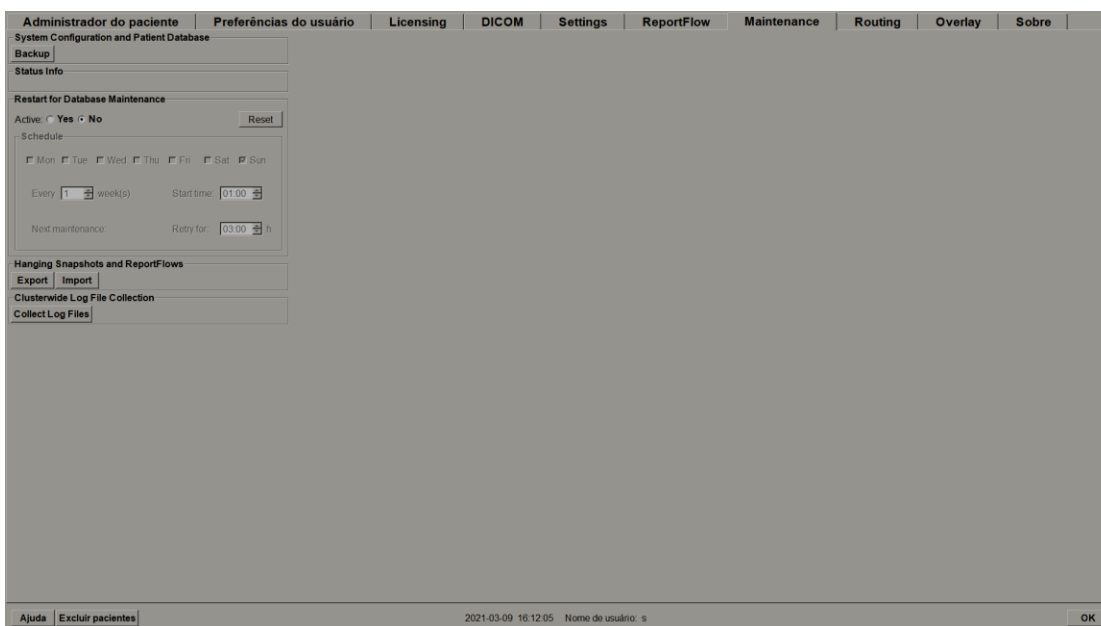 Administrador do paciente Preferências do usuário Licensing DICOM Settings ReportFlow Maintenance Routing Overlay Sobre
System Configuration and Patient Database
Backup
Status Info
Restart for Database Maintenance
Active: Yes No Reset
Schedule
Mon Tue Wed Thu Fri Sat Sun
Every 1 week(s) Start time: 01:00
Next maintenance: Retry for: 03:00 h
Hanging Snapshots and ReportFlows
Export Import
Clusterwide Log File Collection
Collect Log Files
Ajuda Excluir pacientes 2021-03-09 16:12:05 Nome de usuário: s OK